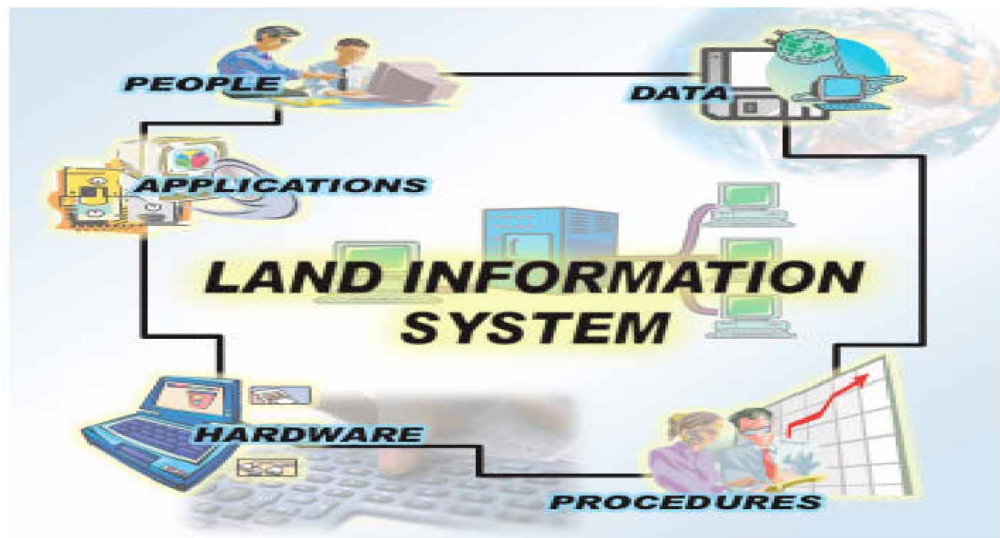 PEOPLE
DATA
APPLICATIONS
LAND INFORMATION
SYSTEM
HARDWARE
PROCEDURES